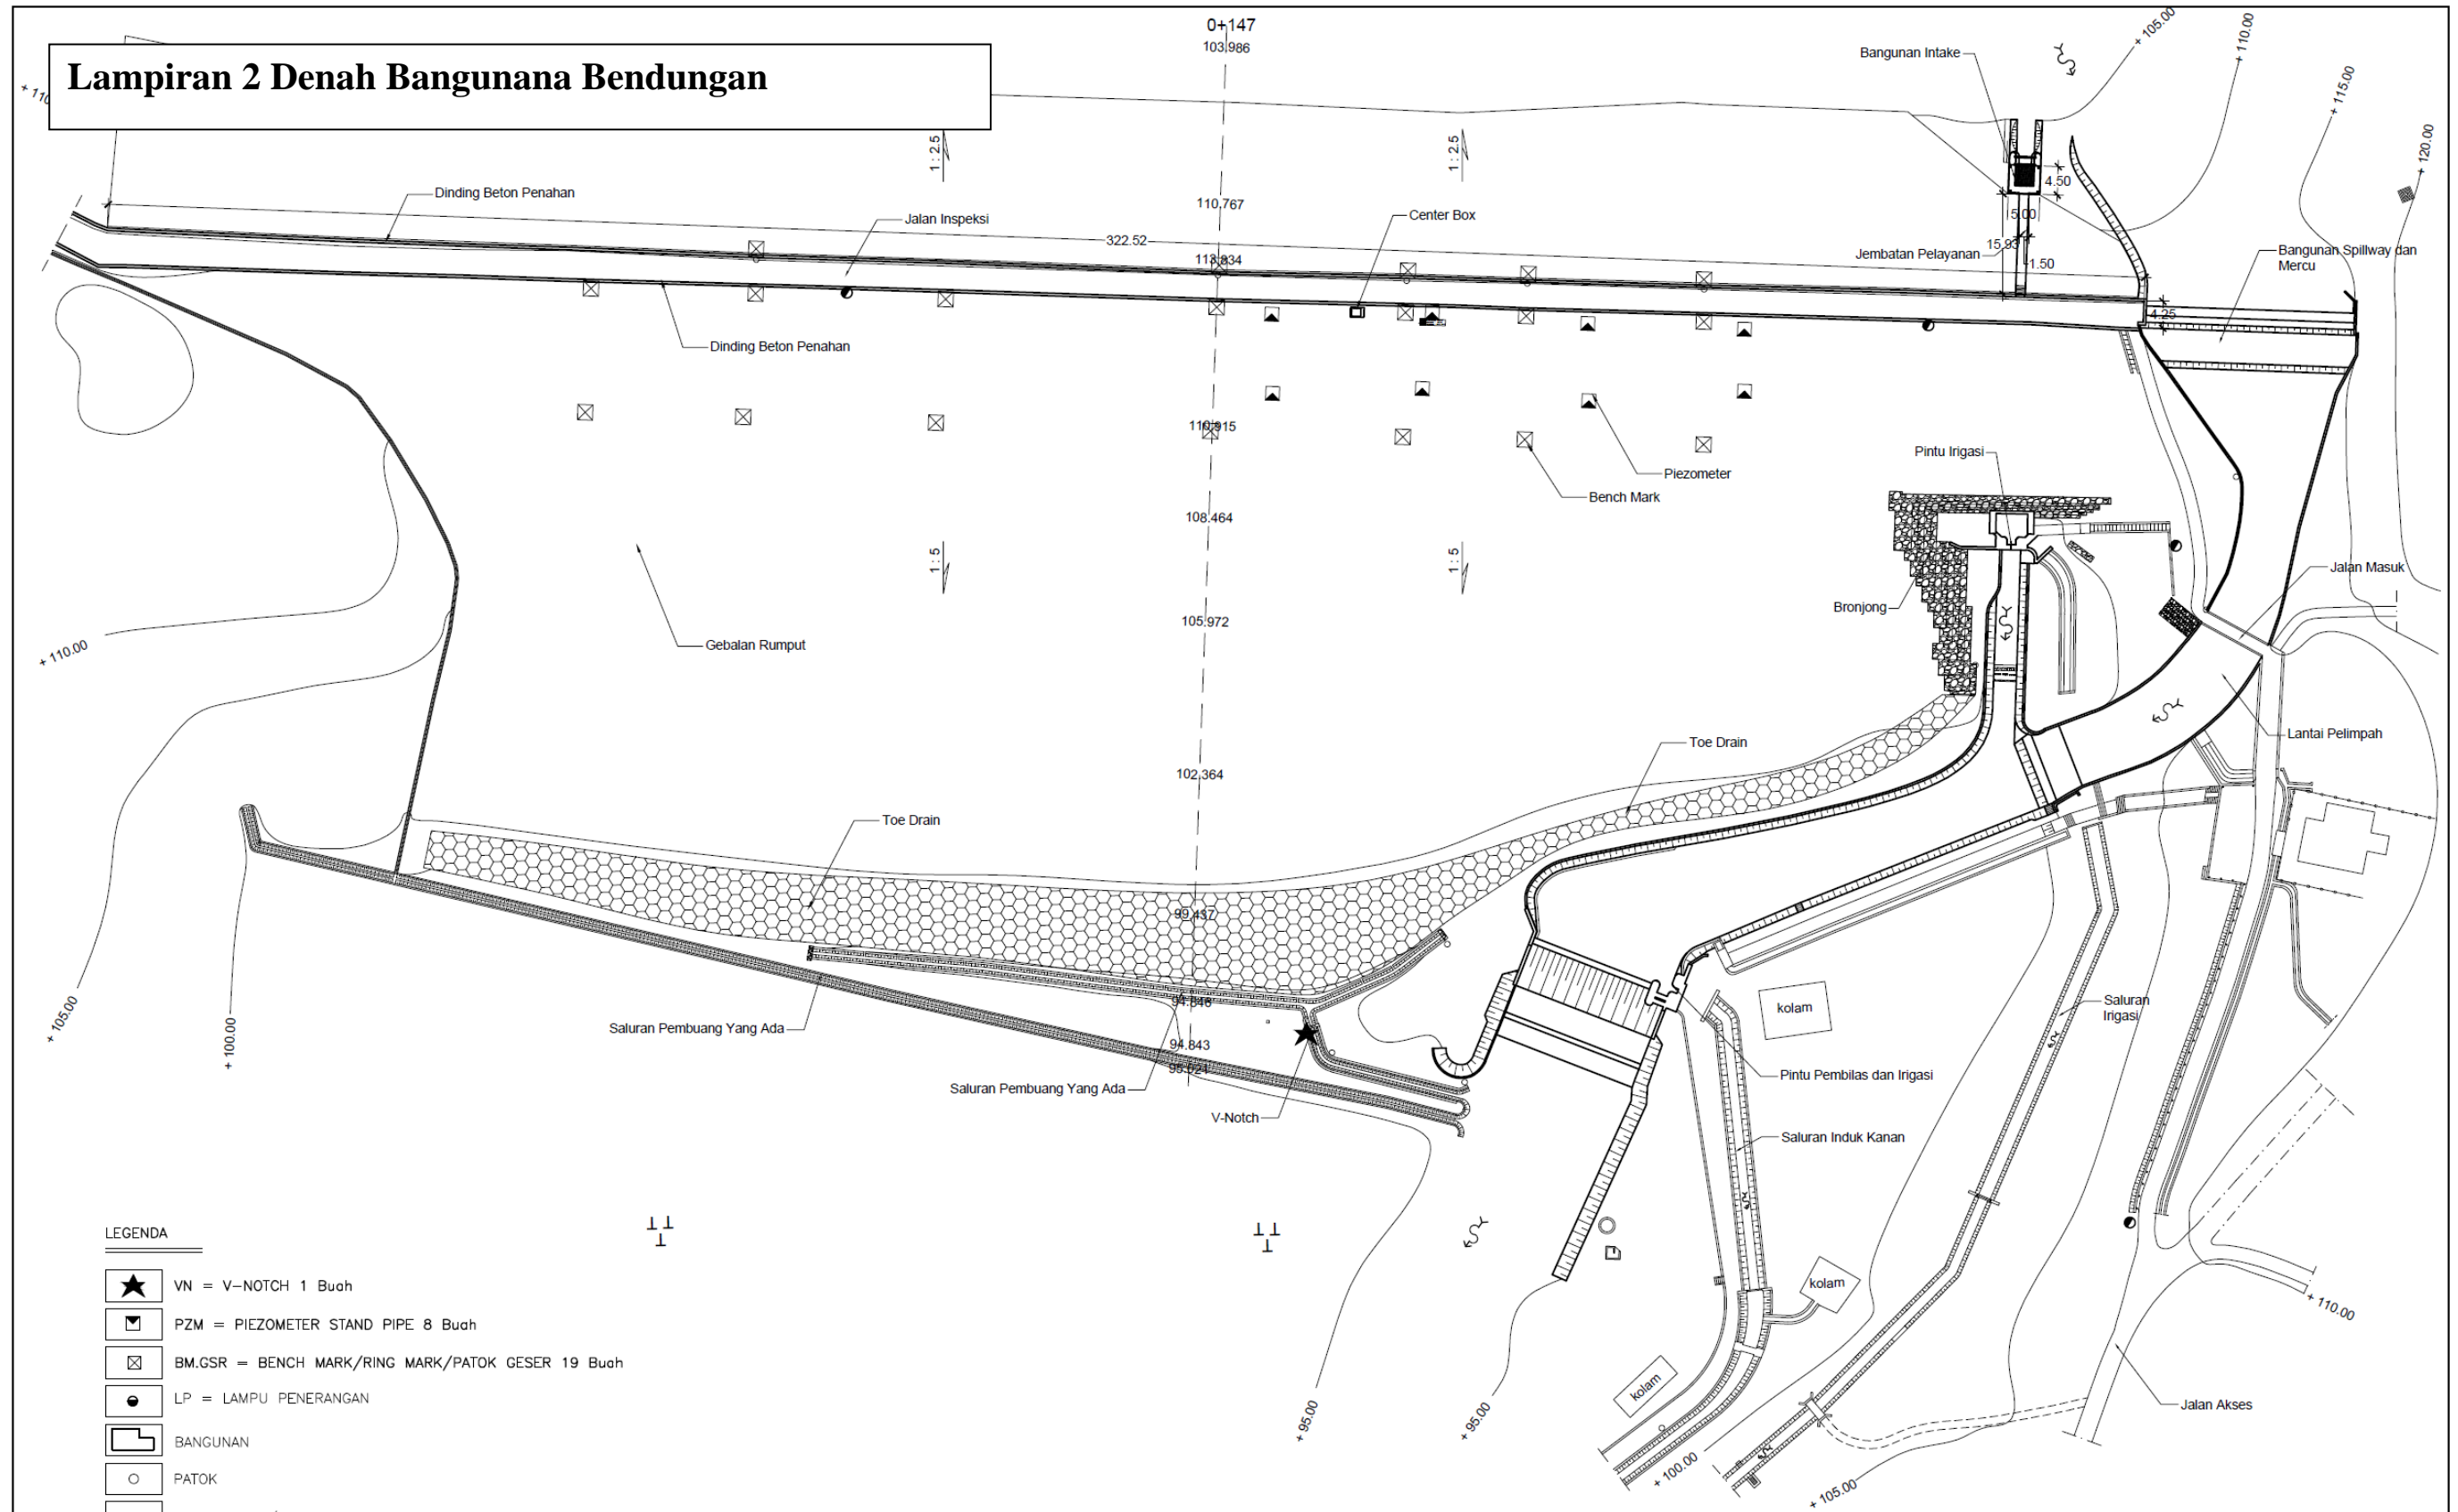 0+147
103.986
Lampiran 2 Denah Bangunana Bendungan
Bangunan Intake
+ 105.00
+ 110.00
+ 115.00
+ 120.00
1 : 2.5
1 : 2.5
4.50
5.00
15.93
1.50
Dinding Beton Penahan
Jalan Inspeksi
110.767
Center Box
322.52
Jembatan Pelayanan
Bangunan Spillway dan
Mercu
4.25
Dinding Beton Penahan
Pintu Irigasi
Piezometer
Bench Mark
108.464
1 : 5
1 : 5
Jalan Masuk
Bronjong
105.972
Gebalan Rumput
+ 110.00
Lantai Pelimpah
Toe Drain
102.364
Toe Drain
99.437
kolam
Saluran
Irigasi
+ 105.00
+ 100.00
Saluran Pembuang Yang Ada
94.843
Saluran Pembuang Yang Ada
Pintu Pembilas dan Irigasi
V-Notch
Saluran Induk Kanan
kolam
+ 110.00
kolam
Jalan Akses
+ 95.00
+ 95.00
+ 100.00
+ 105.00
LEGENDA
VN = V-NOTCH 1 Buah
PZM = PIEZOMETER STAND PIPE 8 Buah
BM.GSR = BENCH MARK/RING MARK/PATOK GESER 19 Buah
LP = LAMPU PENERANGAN
BANGUNAN
PATOK